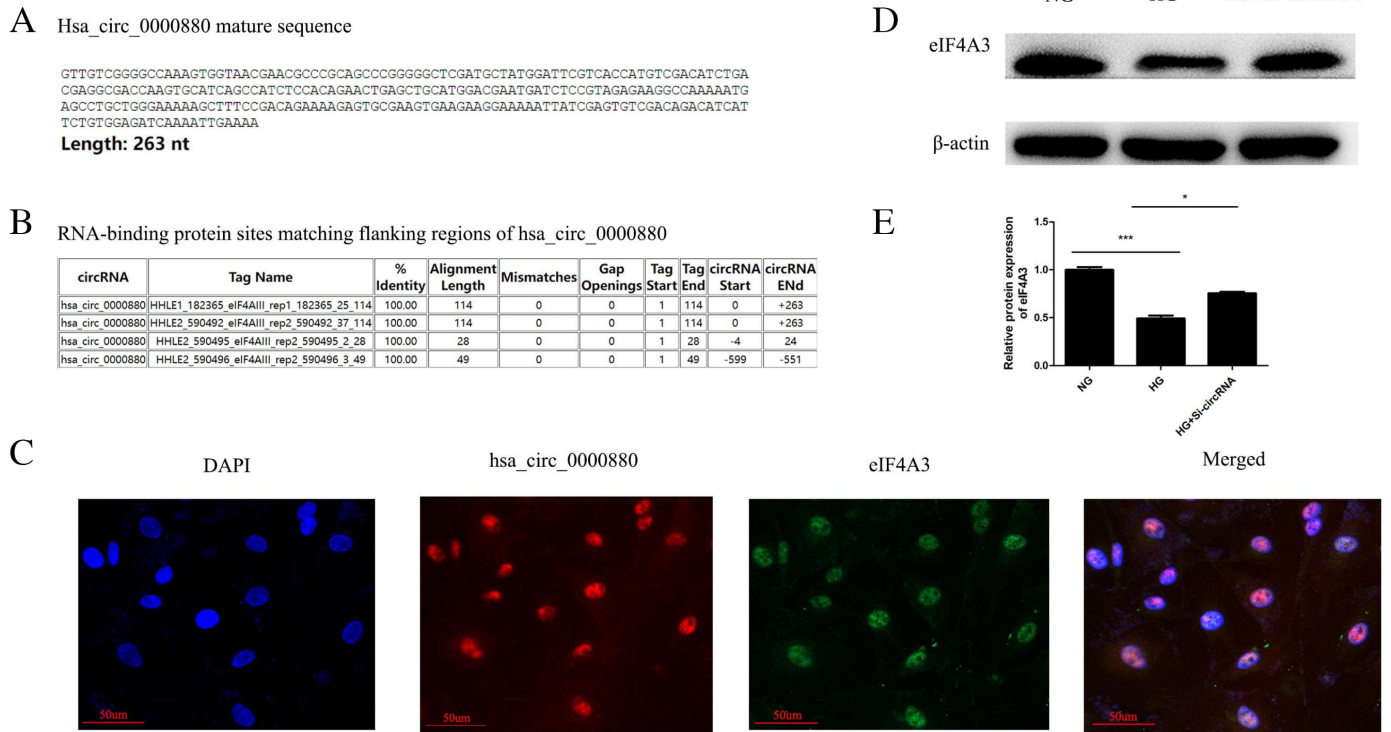 A
Hsa_circ_0000880 mature sequence
GTTGTCGGGGCCAAAGTGGTAACGAACGCCCGCAGCCCGGGGGCTCGATGCTATGGATTCGTCACCATGTCGACATCTGA
CGAGGCGACCAAGTGCATCAGCCATCTCCACAGAACTGAGCTGCATGGACGAATGATCTCCGTAGAGAAGGCCAAAAATG
AGCCTGCTGGGAAAAAGCTTTCCGACAGAAAAGAGTGCGAAGTGAAGAAGGAAAAATTATCGAGTGTCGACAGACATCAT
TCTGTGGAGATCAAAATTGAAAA
Length: 263 nt
B
RNA-binding protein sites matching flanking regions of hsa_circ_0000880
circRNA Tag Name % Identity Alignment Length Mismatches Gap Openings Tag Start Tag End circRNA Start circRNA ENd
hsa_circ_0000880 HHLE1_182365_eIF4AIII_rep1_182365_25_114 100.00 114 0 0 1 114 0 +263
hsa_circ_0000880 HHLE2_590492_eIF4AIII_rep2_590492_37_114 100.00 114 0 0 1 114 0 +263
hsa_circ_0000880 HHLE2_590495_eIF4AIII_rep2_590495_2_28 100.00 28 0 0 1 28 -4 24
hsa_circ_0000880 HHLE2_590496_eIF4AIII_rep2_590496_3_49 100.00 49 0 0 1 49 -599 -551
C
DAPI
hsa_circ_0000880
eIF4A3
Merged
50um
50um
50um
50um
D
eIF4A3
β-actin
E
Relative protein expression
of eIF4A3
1.5
1.0
0.5
0.0
***
*
NG
HG
HG+Si-circRNA